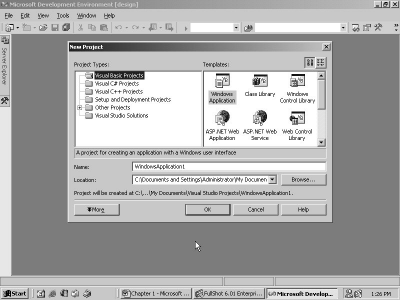 Microsoft Development Environment [design]
File Edit View Tools Window Help
Server Explorer
New Project
Project Types: Templates:
Visual Basic Projects
Visual C# Projects
Visual C++ Projects
Setup and Deployment Projects
Other Projects
Visual Studio Solutions
Windows Application
Class Library
Windows Control Library
ASP.NET Web Application
ASP.NET Web Service
Web Control Library
A project for creating an application with a Windows user interface
Name: WindowsApplication1
Location: C:\Documents and Settings\Administrator\My Documen Browse...
Project will be created at C:\...\My Documents\Visual Studio Projects\WindowsApplication1.
More OK Cancel Help
Start Chapter 1 - Microsoft ... FullShot 6.01 Enterpri... Microsoft Develop... 1:26 PM